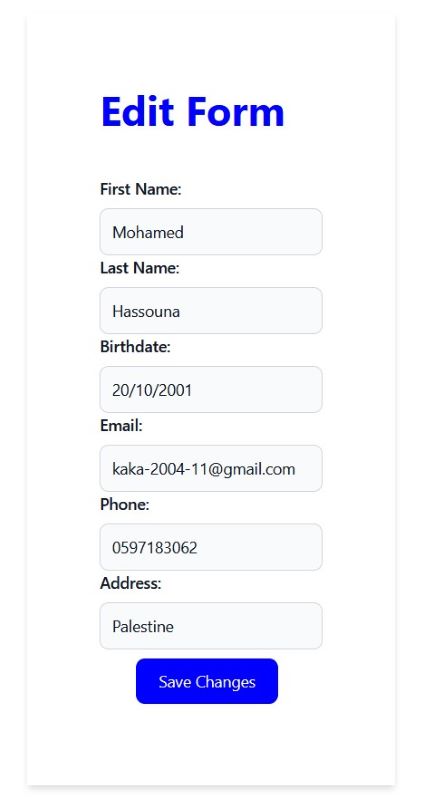 Edit Form
First Name:
Mohamed
Last Name:
Hassouna
Birthdate:
20/10/2001
Email:
kaka-2004-11@gmail.com
Phone:
0597183062
Address:
Palestine
Save Changes